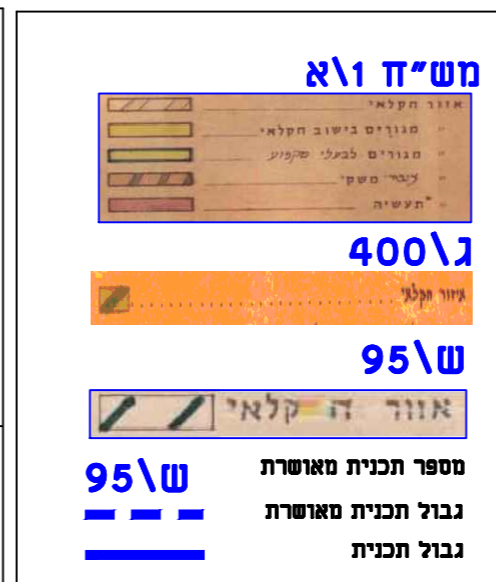 מש״ח 1\א
אזור חקלאי
" מגורים בישוב חקלאי
" מגורים לבעלי מקצוע
" משקי
" תעשיה
ג\400
איזור חקלאי
ש\95
אזור חקלאי
מספר תכנית מאושרת ש\95
גבול תכנית מאושרת
גבול תכנית